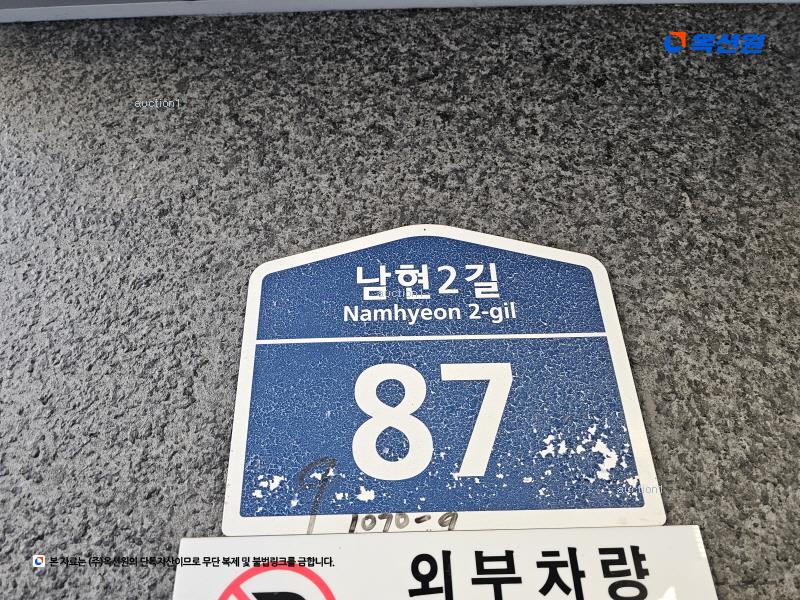 옥션원
auction1
남현2길
auction1
Namhyeon 2-gil
87
auction1
9
1070-9
본 자료는 (주)옥션원의 단독자산이므로 무단 복제 및 불법링크를 금합니다.
외부차량